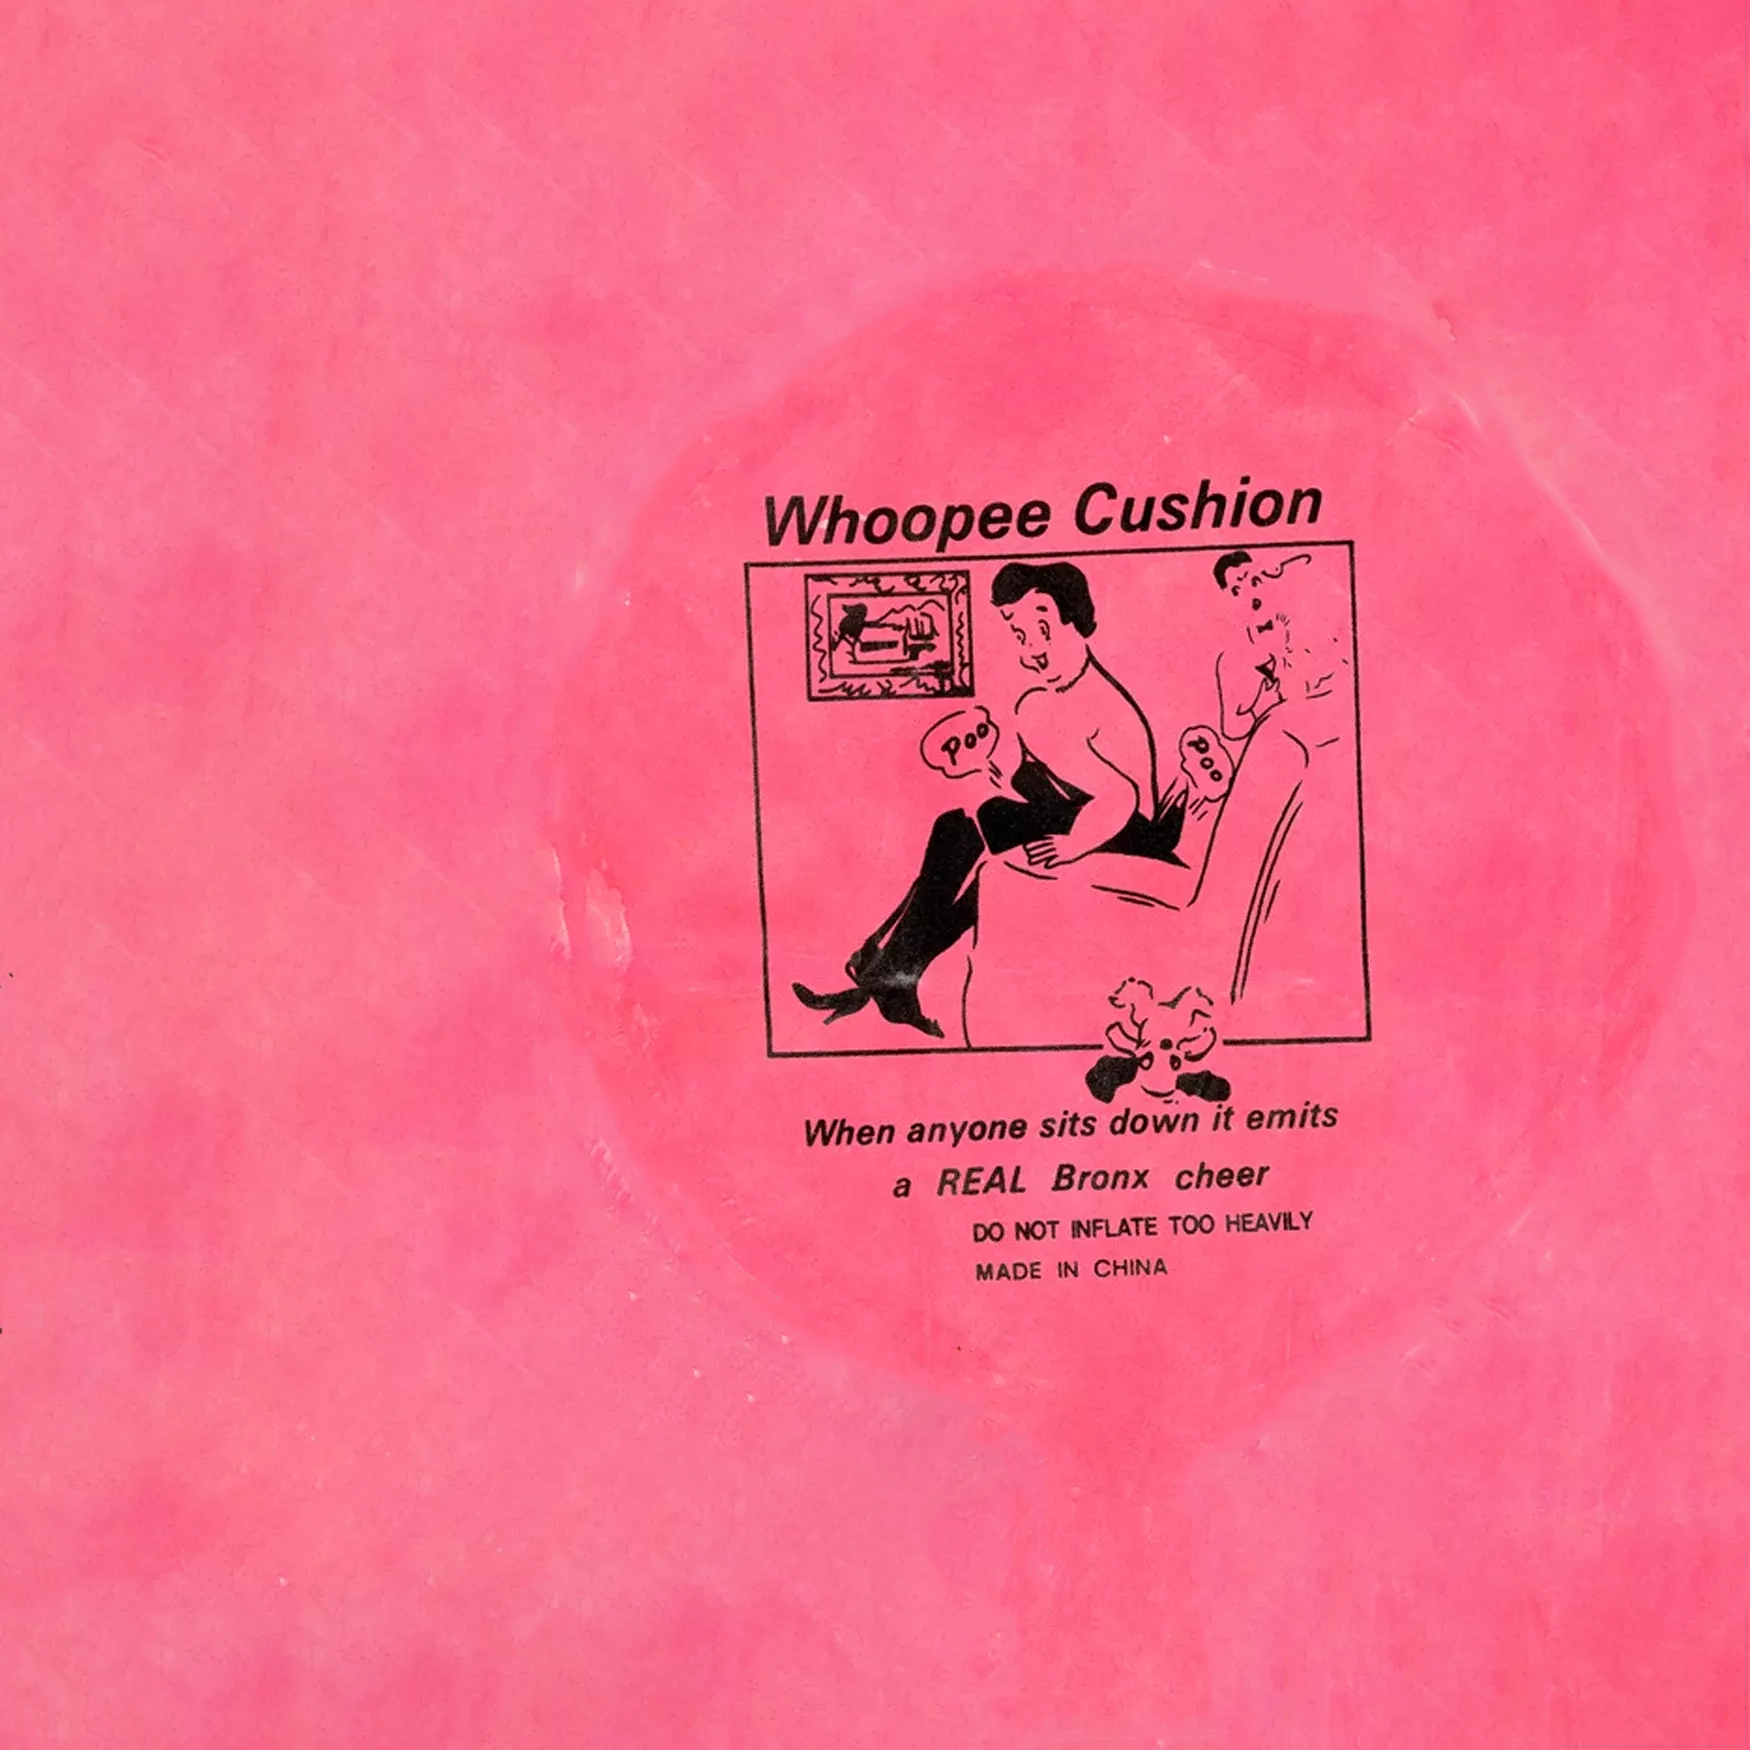 Whoopee Cushion
Poo
Poo
When anyone sits down it emits
a REAL Bronx cheer
DO NOT INFLATE TOO HEAVILY
MADE IN CHINA